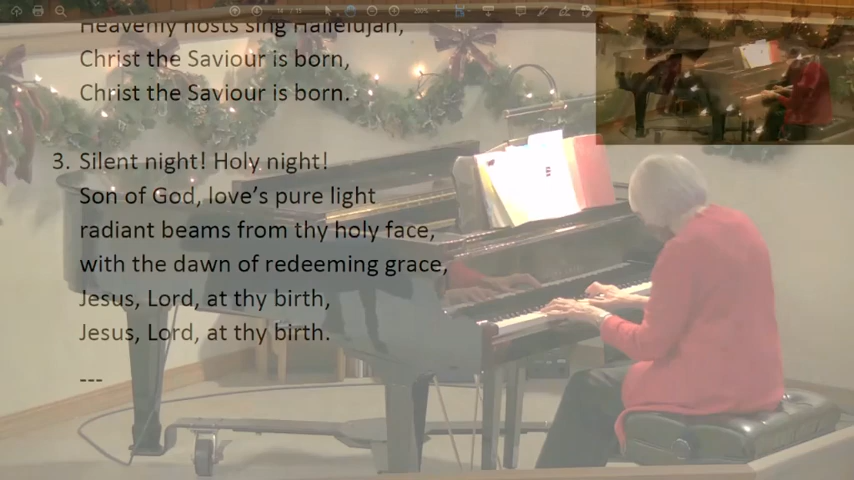 Heavenly hosts sing Hallelujah,
Christ the Saviour is born,
Christ the Saviour is born.
3. Silent night! Holy night!
Son of God, love's pure light
radiant beams from thy holy face,
with the dawn of redeeming grace,
Jesus, Lord, at thy birth,
Jesus, Lord, at thy birth.
---